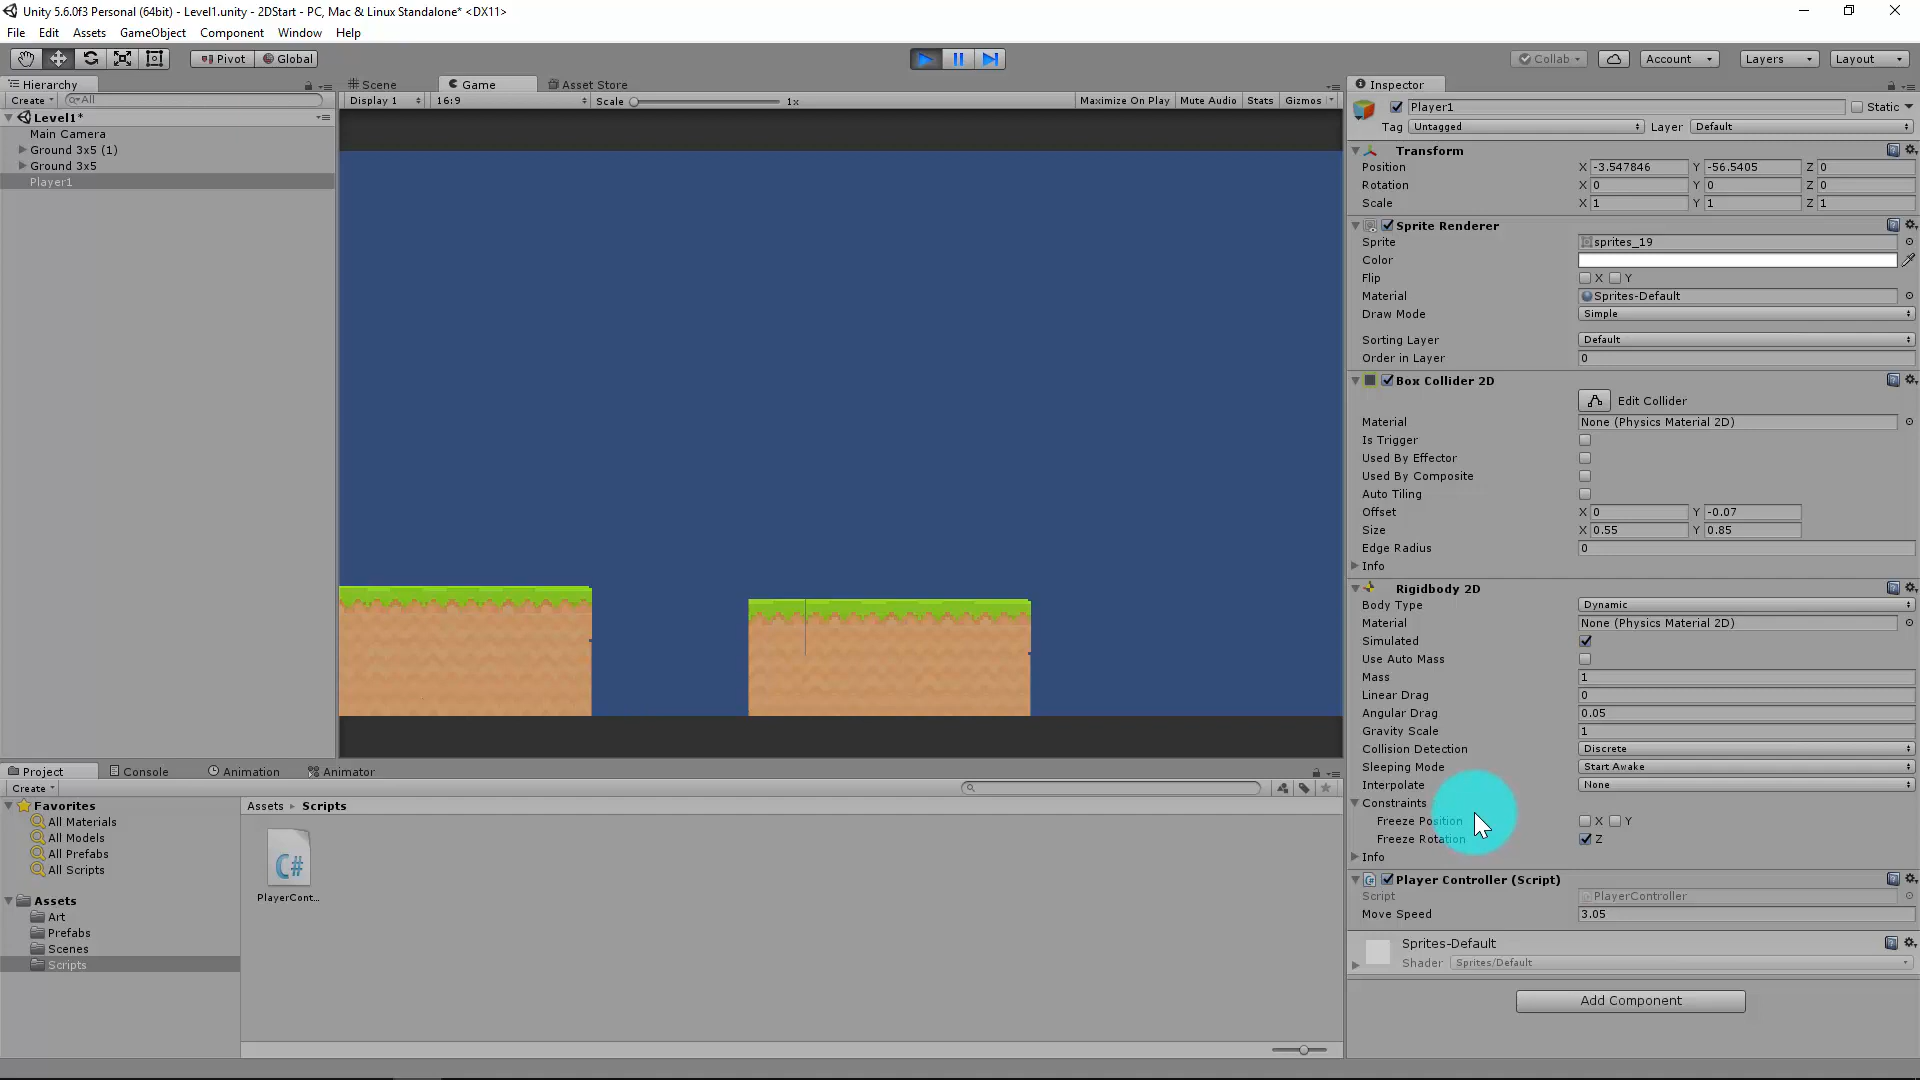 Unity 5.6.0f3 Personal (64bit) - Level1.unity - 2DStart - PC, Mac & Linux Standalone* <DX11>
File Edit Assets GameObject Component Window Help
Pivot Global Collab Account Layers Layout
Hierarchy Scene Game Asset Store Inspector
Create All Display 1 16:9 Scale 1x Maximize On Play Mute Audio Stats Gizmos
Player1 Static
Tag Untagged Layer Default
Level1*
Main Camera
Ground 3x5 (1)
Ground 3x5
Player1
Transform
Position X -3.547846 Y -56.5405 Z 0
Rotation X 0 Y 0 Z 0
Scale X 1 Y 1 Z 1
Sprite Renderer
Sprite sprites_19
Color
Flip X Y
Material Sprites-Default
Draw Mode Simple
Sorting Layer Default
Order in Layer 0
Box Collider 2D
Edit Collider
Material None (Physics Material 2D)
Is Trigger
Used By Effector
Used By Composite
Auto Tiling
Offset X 0 Y -0.07
Size X 0.55 Y 0.85
Edge Radius 0
Info
Rigidbody 2D
Body Type Dynamic
Material None (Physics Material 2D)
Simulated
Use Auto Mass
Mass 1
Linear Drag 0
Angular Drag 0.05
Gravity Scale 1
Collision Detection Discrete
Sleeping Mode Start Awake
Interpolate None
Constraints
Freeze Position X Y
Freeze Rotation Z
Info
Player Controller (Script)
Script PlayerController
Move Speed 3.05
Sprites-Default
Shader Sprites/Default
Add Component
Project Console Animation Animator
Create
Favorites
All Materials
All Models
All Prefabs
All Scripts
Assets
Art
Prefabs
Scenes
Scripts
Assets Scripts
C#
PlayerCont...